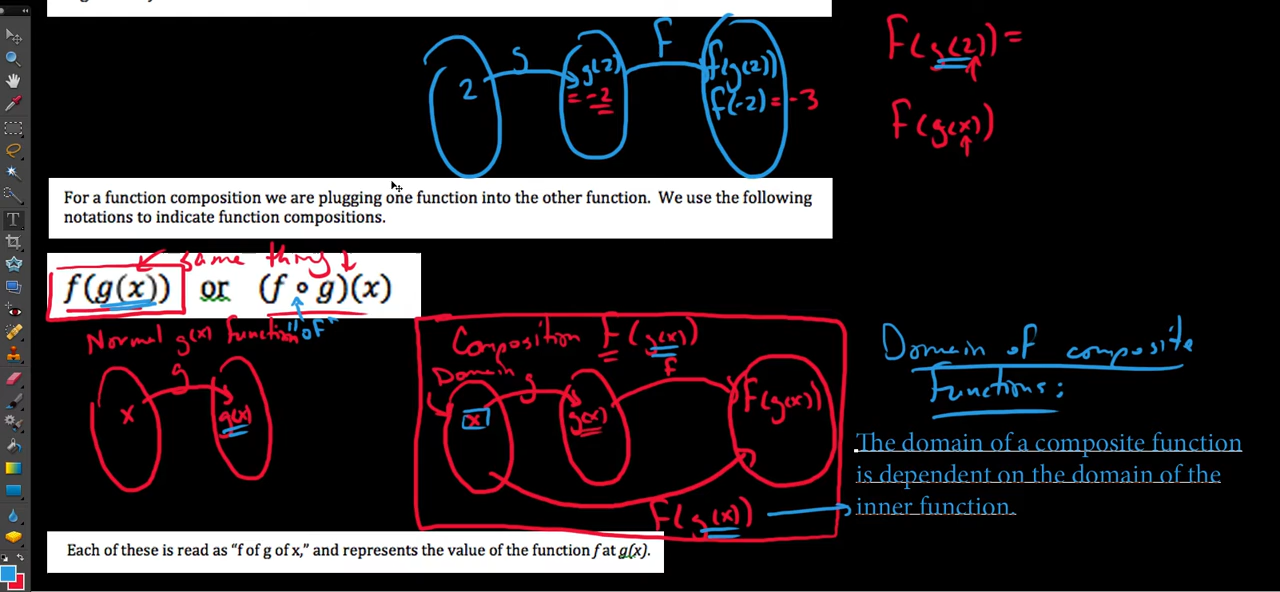 2 g g(2) = -2 F f(g(2))
f(-2) = -3
F(g(2)) =
F(g(x))
For a function composition we are plugging one function into the other function. We use the following
notations to indicate function compositions.
same thing
f(g(x)) or (f ∘ g)(x)
"of"
Normal g(x) function
x g g(x)
Composition F(g(x))
Domain
x g g(x) F F(g(x))
F(g(x))
Domain of composite
Functions:
The domain of a composite function
is dependent on the domain of the
inner function.
Each of these is read as “f of g of x,” and represents the value of the function f at g(x).